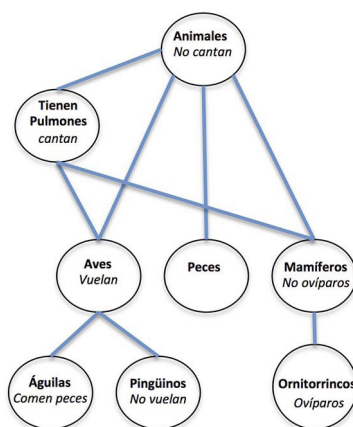 Animales
No cantan
Tienen
Pulmones
cantan
Aves
Vuelan
Peces
Mamíferos
No ovíparos
Águilas
Comen peces
Pingüinos
No vuelan
Ornitorrincos
Ovíparos